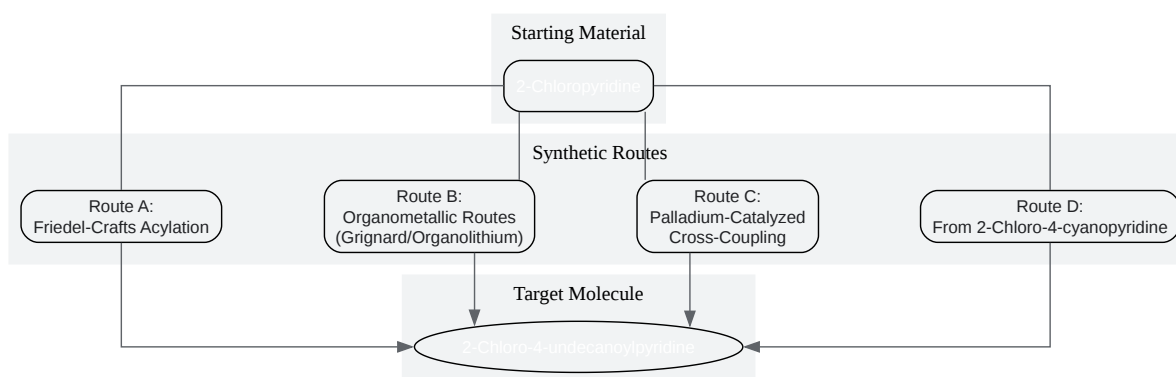 Starting Material
2-Chloropyridine
Synthetic Routes
Route A:
Friedel-Crafts Acylation
Route B:
Organometallic Routes
(Grignard/Organolithium)
Route C:
Palladium-Catalyzed
Cross-Coupling
Route D:
From 2-Chloro-4-cyanopyridine
Target Molecule
2-Chloro-4-undecanoylpyridine